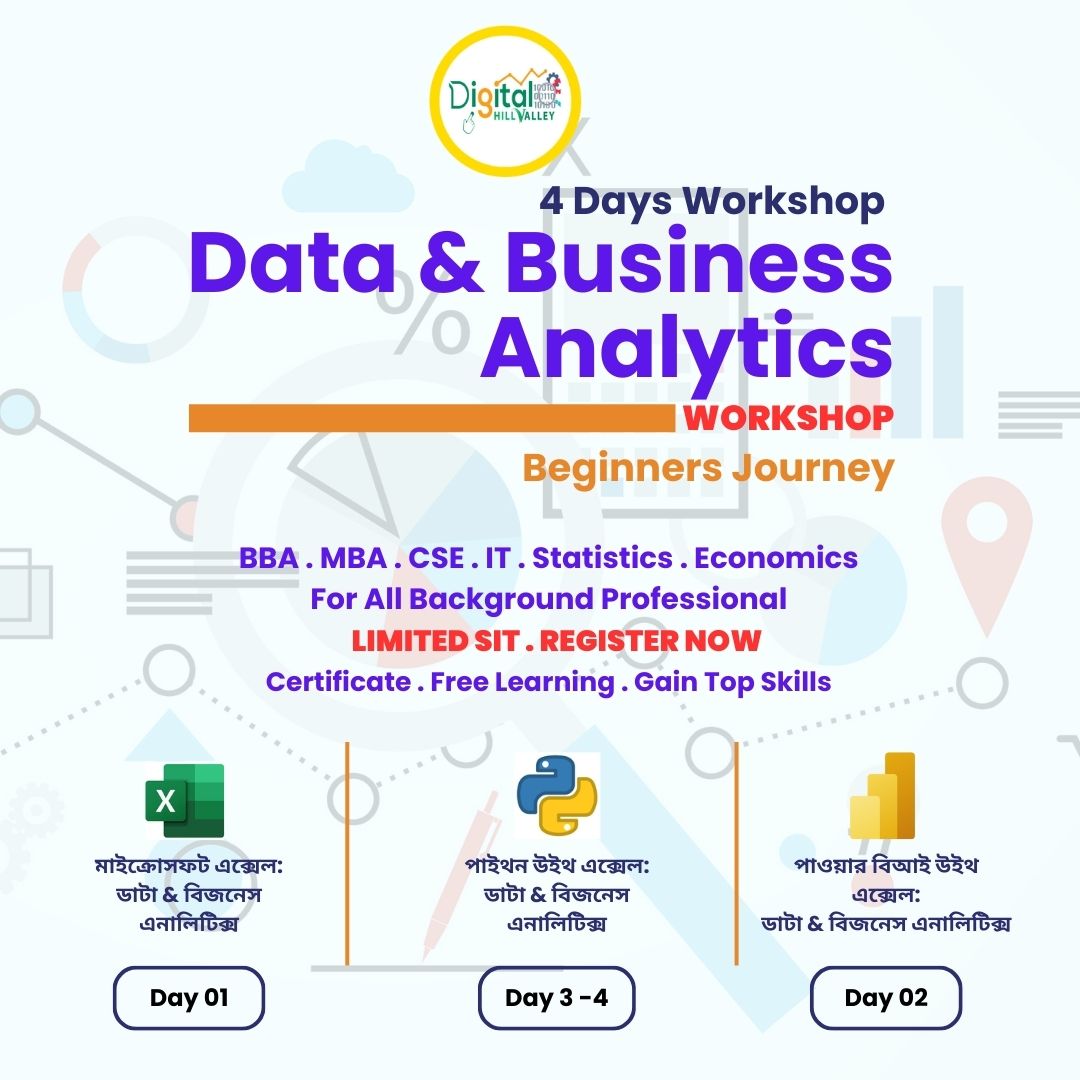 Digital
HILL VALLEY
4 Days Workshop
Data & Business
Analytics
WORKSHOP
Beginners Journey
BBA . MBA . CSE . IT . Statistics . Economics
For All Background Professional
LIMITED SIT . REGISTER NOW
Certificate . Free Learning . Gain Top Skills
X
মাইক্রোসফট এক্সেল:
ডাটা & বিজনেস
এনালিটিক্স
Day 01
পাইথন উইথ এক্সেল:
ডাটা & বিজনেস
এনালিটিক্স
Day 3 -4
পাওয়ার বিআই উইথ
এক্সেল:
ডাটা & বিজনেস এনালিটিক্স
Day 02